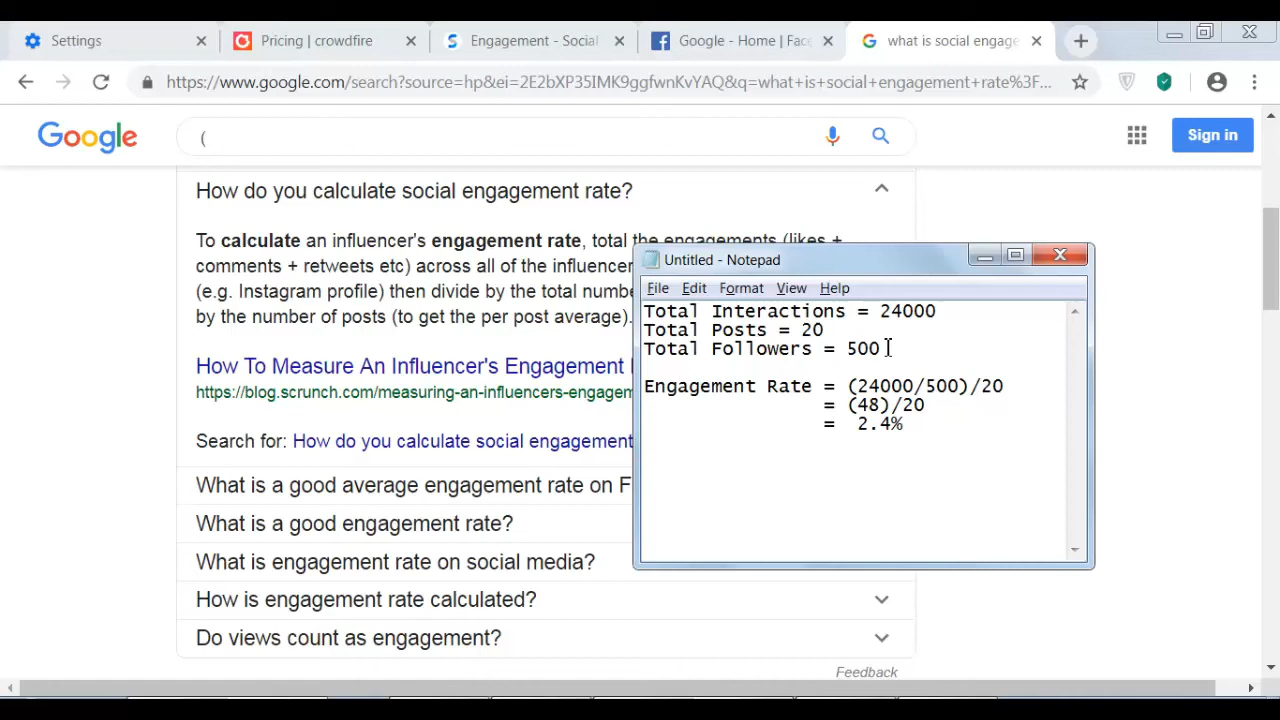 Settings
Pricing | crowdfire
Engagement - Social
Google - Home | Fac
what is social engage
https://www.google.com/search?source=hp&ei=2E2bXP35IMK9ggfwnKvYAQ&q=what+is+social+engagement+rate%3F...
Google
(
Sign in
How do you calculate social engagement rate?
To calculate an influencer's engagement rate, total the engagements (likes +
comments + retweets etc) across all of the influencer
(e.g. Instagram profile) then divide by the total numbe
by the number of posts (to get the per post average).
How To Measure An Influencer's Engagement
https://blog.scrunch.com/measuring-an-influencers-engagem
Search for: How do you calculate social engagement
What is a good average engagement rate on F
What is a good engagement rate?
What is engagement rate on social media?
How is engagement rate calculated?
Do views count as engagement?
Feedback
Untitled - Notepad
File Edit Format View Help
Total Interactions = 24000
Total Posts = 20
Total Followers = 500
Engagement Rate = (24000/500)/20
= (48)/20
= 2.4%